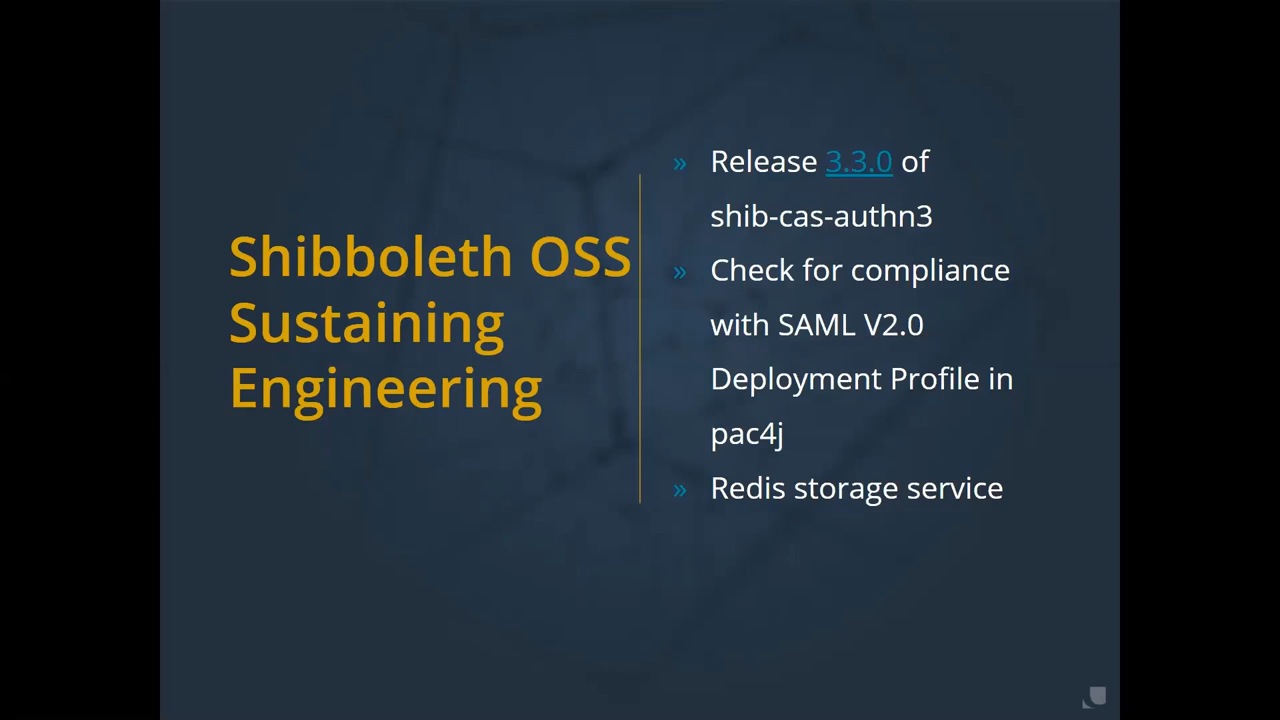 Shibboleth OSS
Sustaining
Engineering
» Release 3.3.0 of
shib-cas-authn3
» Check for compliance
with SAML V2.0
Deployment Profile in
pac4j
» Redis storage service